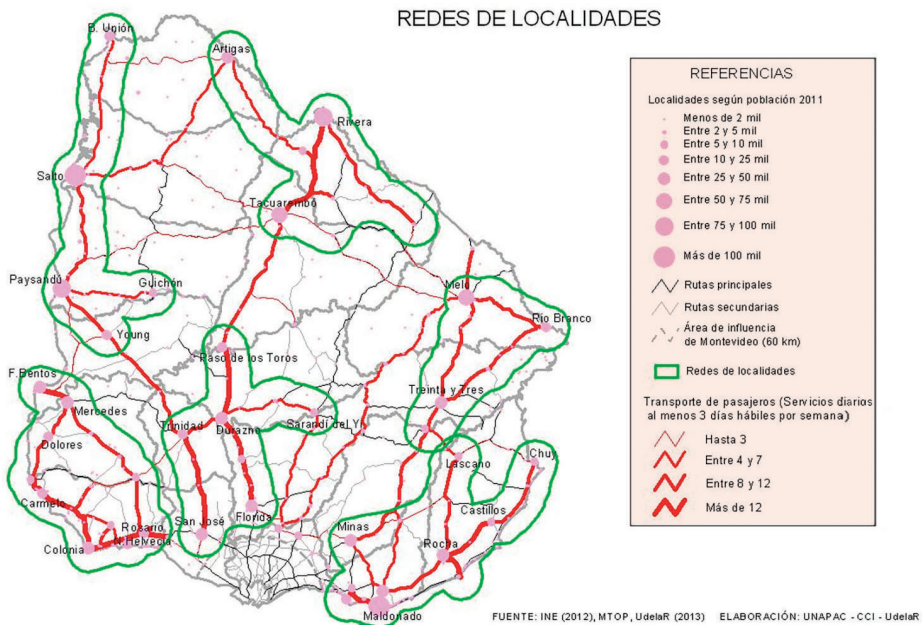 REDES DE LOCALIDADES
B. Unión
Artigas
Rivera
Salto
Tacuarembó
Paysandú
Guichón
Melo
Young
Río Branco
Paso de los Toros
F.Bentos
Mercedes
Treinta y Tres
Trinidad
Durazno
Sarandí del Yí
Dolores
Lascano
Chuy
Carmelo
Castillos
Rosario
San José
Florida
Minas
Colonia
N.Helvecia
Rocha
Maldonado
REFERENCIAS
Localidades según población 2011
Menos de 2 mil
Entre 2 y 5 mil
Entre 5 y 10 mil
Entre 10 y 25 mil
Entre 25 y 50 mil
Entre 50 y 75 mil
Entre 75 y 100 mil
Más de 100 mil
Rutas principales
Rutas secundarias
Área de influencia
de Montevideo (60 km)
Redes de localidades
Transporte de pasajeros (Servicios diarios
al menos 3 días hábiles por semana)
Hasta 3
Entre 4 y 7
Entre 8 y 12
Más de 12
FUENTE: INE (2012), MTOP, UdelaR (2013) ELABORACIÓN: UNAPAC - CCI - UdelaR